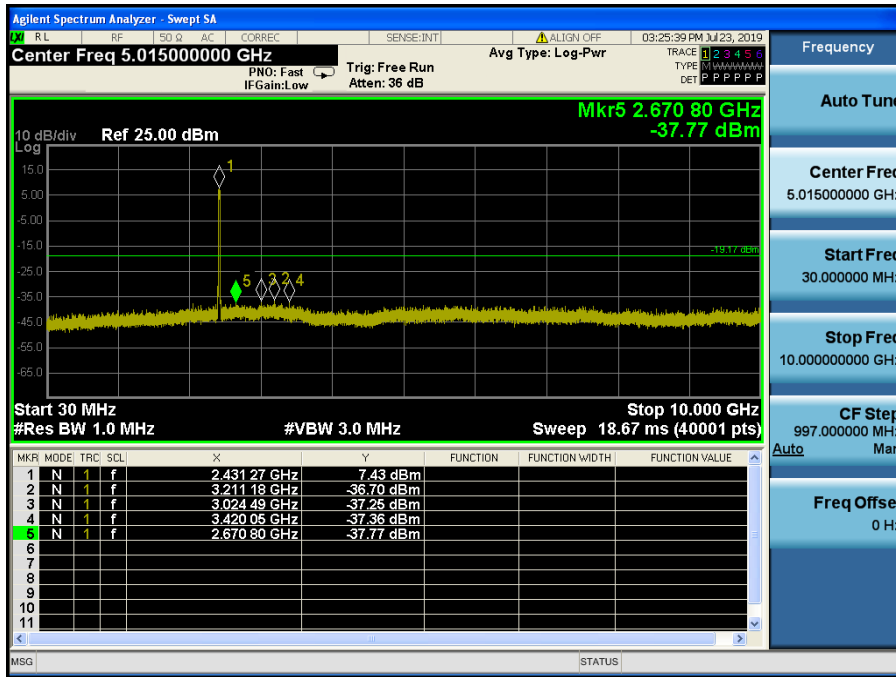 Agilent Spectrum Analyzer - Swept SA
LXI RL RF 50 Ω AC CORREC SENSE:INT ALIGN OFF 03:25:39 PM Jul 23, 2019
Center Freq 5.015000000 GHz
PNO: Fast
IFGain:Low
Trig: Free Run
Atten: 36 dB
Avg Type: Log-Pwr
TRACE 1 2 3 4 5 6
TYPE M W W W W W
DET P P P P P P
Mkr5 2.670 80 GHz
-37.77 dBm
10 dB/div Ref 25.00 dBm
Log
15.0
5.00
-5.00
-15.0
-25.0
-35.0
-45.0
-55.0
-65.0
-19.17 dBm
1
5 3 2 4
Start 30 MHz Stop 10.000 GHz
#Res BW 1.0 MHz #VBW 3.0 MHz Sweep 18.67 ms (40001 pts)
MKR MODE TRC SCL X Y FUNCTION FUNCTION WIDTH FUNCTION VALUE
1 N 1 f 2.431 27 GHz 7.43 dBm
2 N 1 f 3.211 18 GHz -36.70 dBm
3 N 1 f 3.024 49 GHz -37.25 dBm
4 N 1 f 3.420 05 GHz -37.36 dBm
5 N 1 f 2.670 80 GHz -37.77 dBm
6
7
8
9
10
11
MSG STATUS
Frequency
Auto Tune
Center Freq
5.015000000 GHz
Start Freq
30.000000 MHz
Stop Freq
10.000000000 GHz
CF Step
997.000000 MHz
Auto Man
Freq Offset
0 Hz